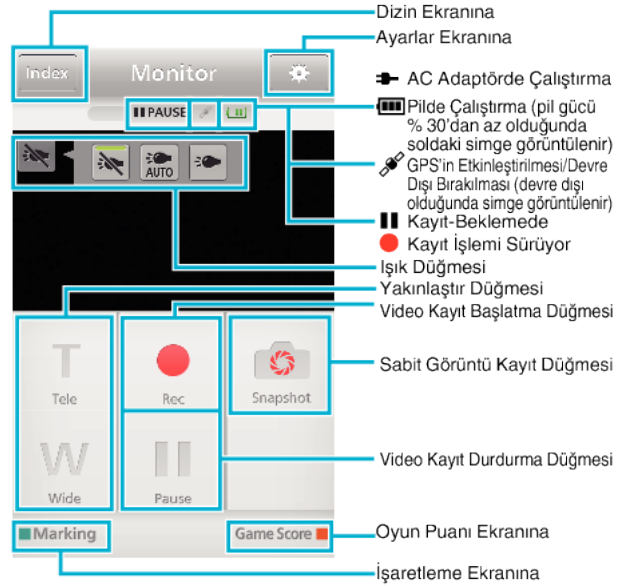 Dizin Ekranına
Ayarlar Ekranına
Index
Monitor
AC Adaptörde Çalıştırma
PAUSE
Pilde Çalıştırma (pil gücü
% 30'dan az olduğunda
soldaki simge görüntülenir)
GPS'in Etkinleştirilmesi/Devre
Dışı Bırakılması (devre dışı
olduğunda simge görüntülenir)
AUTO
Kayıt-Beklemede
Kayıt İşlemi Sürüyor
Işık Düğmesi
Yakınlaştır Düğmesi
Video Kayıt Başlatma Düğmesi
T
Tele
Rec
Snapshot
Sabit Görüntü Kayıt Düğmesi
W
Wide
Pause
Video Kayıt Durdurma Düğmesi
Marking
Game Score
Oyun Puanı Ekranına
İşaretleme Ekranına